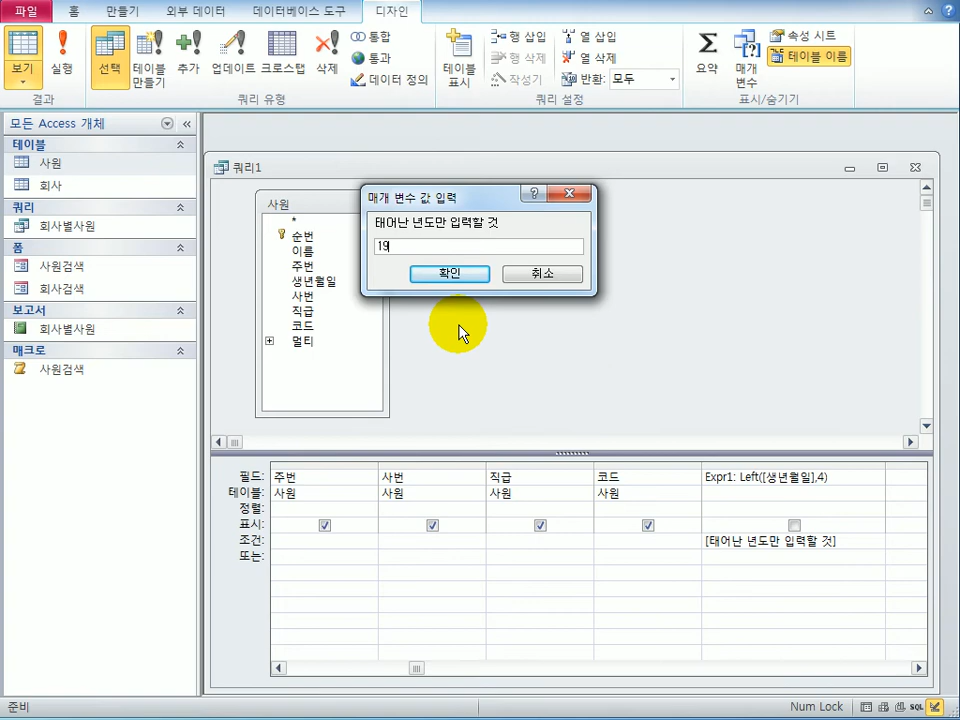 파일 홈 만들기 외부 데이터 데이터베이스 도구 디자인
보기 실행 선택 테이블 만들기 추가 업데이트 크로스탭 삭제 통합 통과 데이터 정의 테이블 표시 행 삽입 행 삭제 작성기 열 삽입 열 삭제 반환: 모두 요약 매개 변수 속성 시트 테이블 이름
결과 쿼리 유형 쿼리 설정 표시/숨기기
모든 Access 개체
테이블
사원
회사
쿼리
회사별사원
폼
사원검색
회사검색
보고서
회사별사원
매크로
사원검색
쿼리1
사원
*
순번
이름
주번
생년월일
사번
직급
코드
멀티
매개 변수 값 입력
태어난 년도만 입력할 것
19
확인 취소
필드: 주번 사번 직급 코드 Expr1: Left([생년월일],4)
테이블: 사원 사원 사원 사원
정렬:
표시:
조건: [태어난 년도만 입력할 것]
또는:
준비 Num Lock SQL